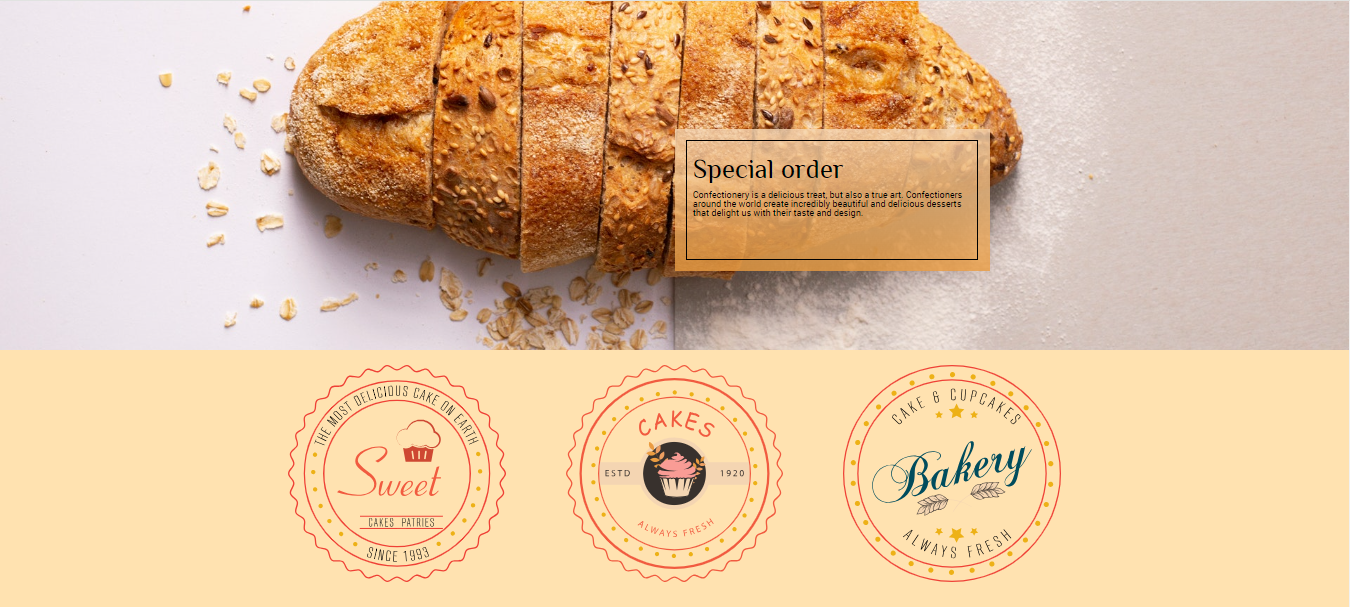 Special order
Confectionery is a delicious treat, but also a true art. Confectioners
around the world create incredibly beautiful and delicious desserts
that delight us with their taste and design.
THE MOST DELICIOUS CAKE ON EARTH
Sweet
CAKES PATRIES
SINCE 1993
CAKES
ESTD 1920
ALWAYS FRESH
CAKE & CUPCAKES
Bakery
ALWAYS FRESH